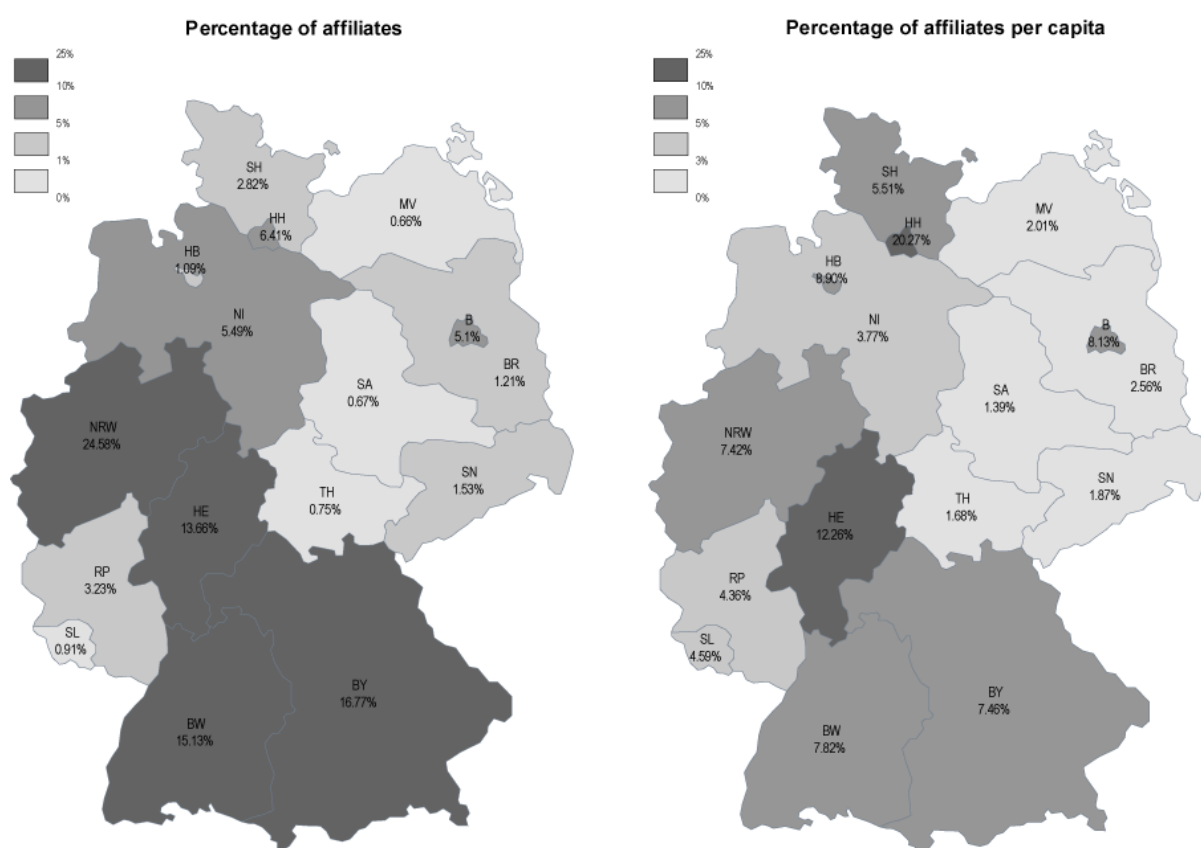 Percentage of affiliates
25%
10%
5%
1%
0%
SH
2.82%
MV
0.66%
HH
6.41%
HB
1.09%
NI
5.49%
B
5.1%
BR
1.21%
SA
0.67%
NRW
24.58%
SN
1.53%
TH
0.75%
HE
13.66%
RP
3.23%
SL
0.91%
BY
16.77%
BW
15.13%
Percentage of affiliates per capita
25%
10%
5%
3%
0%
SH
5.51%
MV
2.01%
HH
20.27%
HB
8.90%
NI
3.77%
B
8.13%
BR
2.56%
SA
1.39%
NRW
7.42%
SN
1.87%
TH
1.68%
HE
12.26%
RP
4.36%
SL
4.59%
BY
7.46%
BW
7.82%